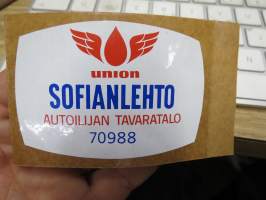 union
SOFIANLEHTO
AUTOILIJAN TAVARATALO
70988